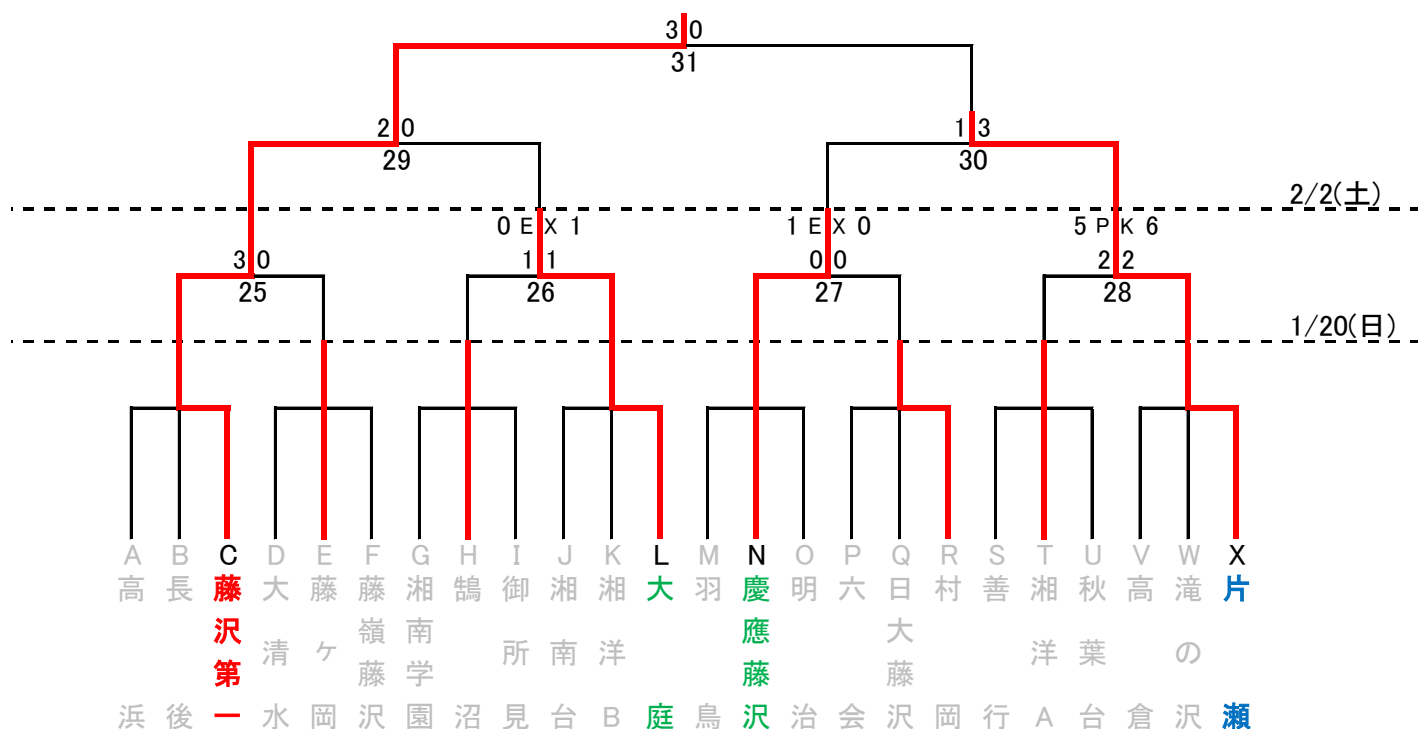 3 0
31
2 0
29
1 3
30
2/2(土)
0 E X 1
1 E X 0
5 P K 6
3 0
25
1 1
26
0 0
27
2 2
28
1/20(日)
A 高浜
B 長後
C 藤沢第一
D 大清水
E 藤ヶ岡
F 藤嶺藤沢
G 湘南学園
H 鵠沼
I 御所見
J 湘南台
K 湘洋B
L 大庭
M 羽鳥
N 慶應藤沢
O 明治
P 六会
Q 日大藤沢
R 村岡
S 善行
T 湘洋A
U 秋葉台
V 高倉
W 滝の沢
X 片瀬